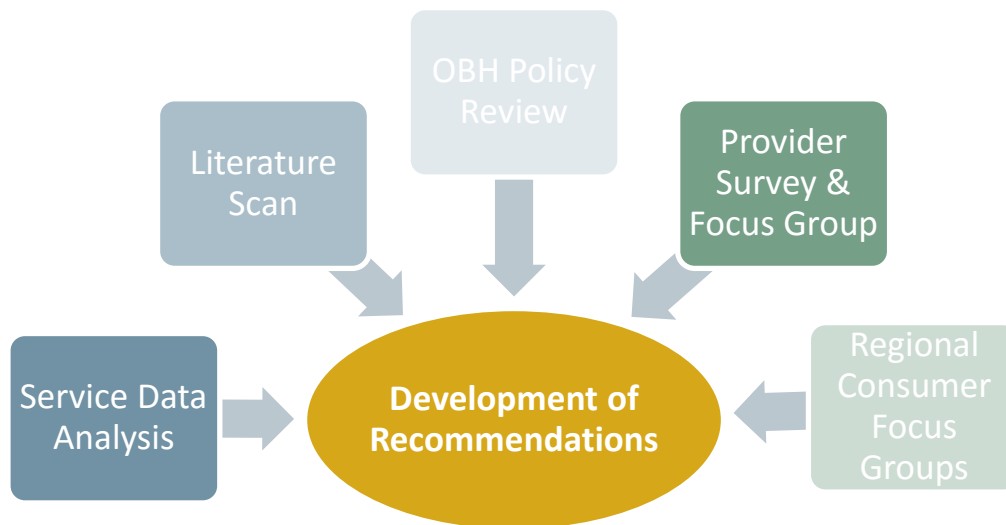 OBH Policy
Review
Literature
Scan
Provider
Survey &
Focus Group
Service Data
Analysis
Development of
Recommendations
Regional
Consumer
Focus
Groups